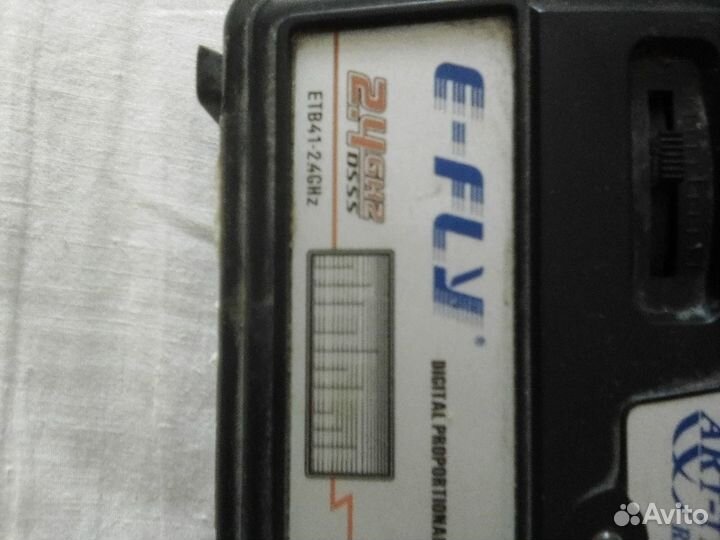 E-FLY®
2.4GHz
DSSS
ETB41-2.4GHz
DIGITAL PROPORTIONAL
Avito